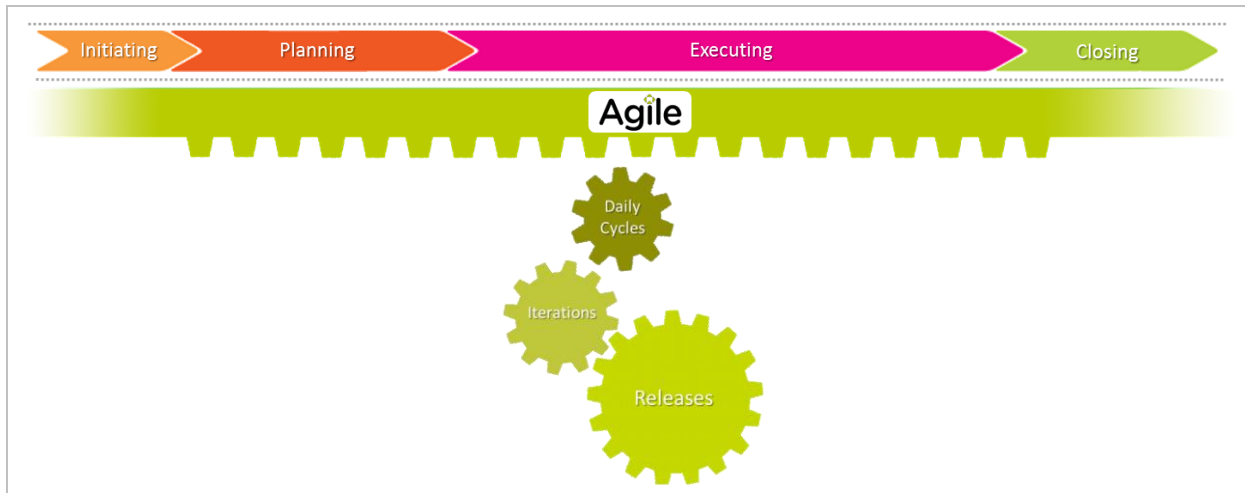 Initiating
Planning
Executing
Closing
Agile
Daily
Cycles
Iterations
Releases